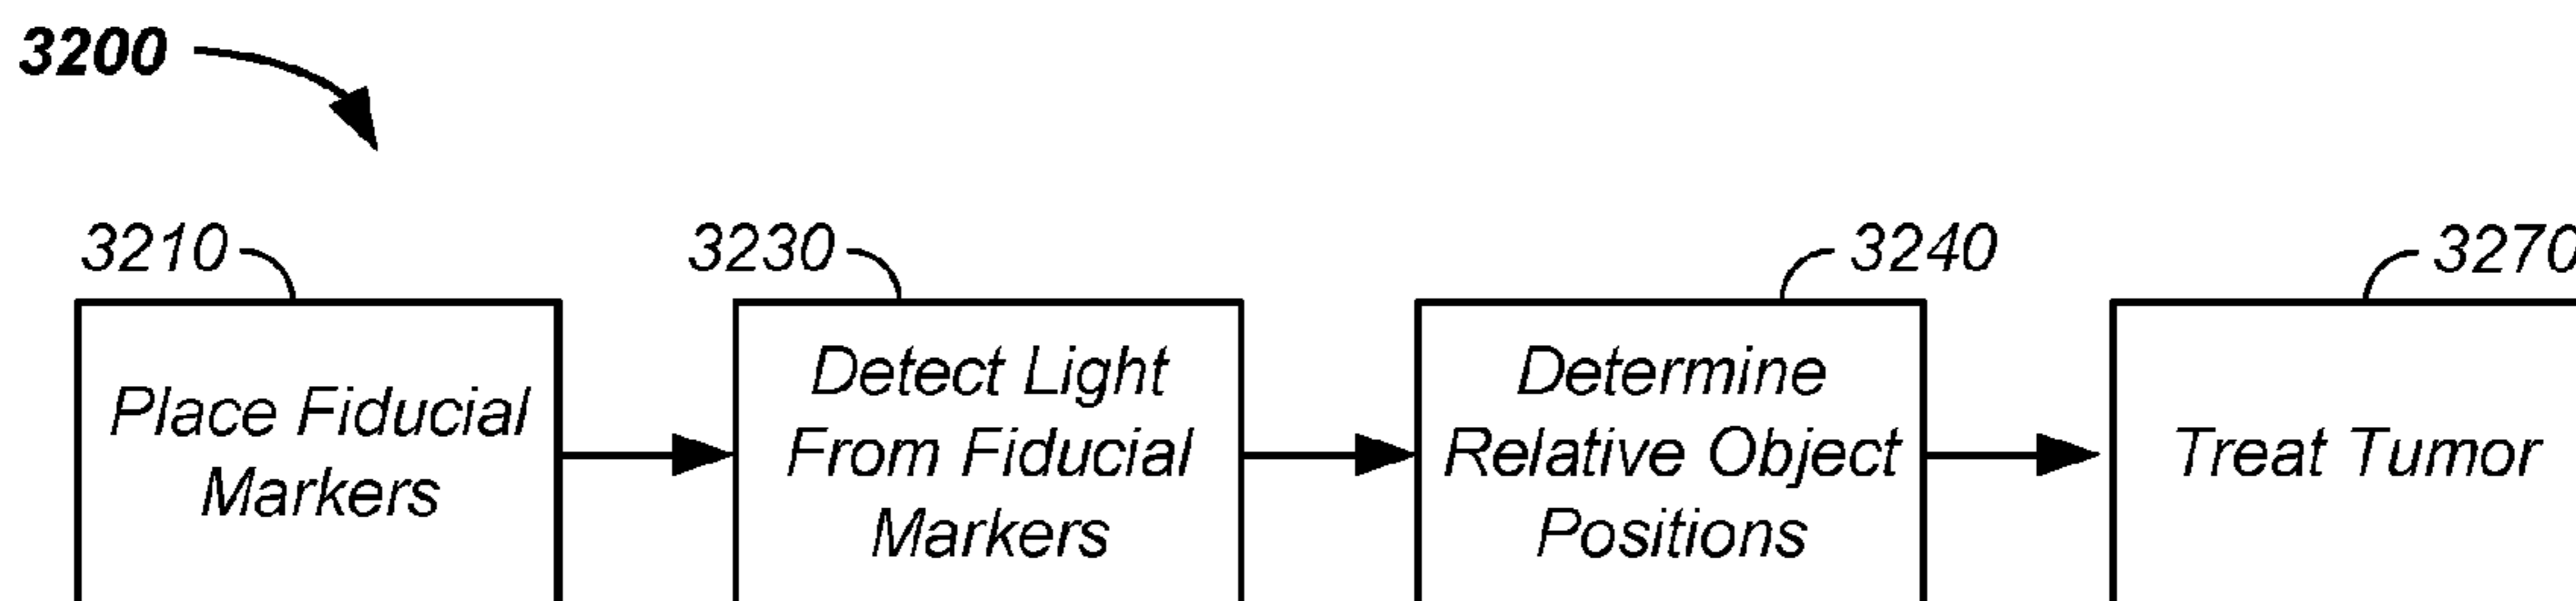 3200
3210
3230
3240
3270
Place Fiducial
Markers
Detect Light
From Fiducial
Markers
Determine
Relative Object
Positions
Treat Tumor